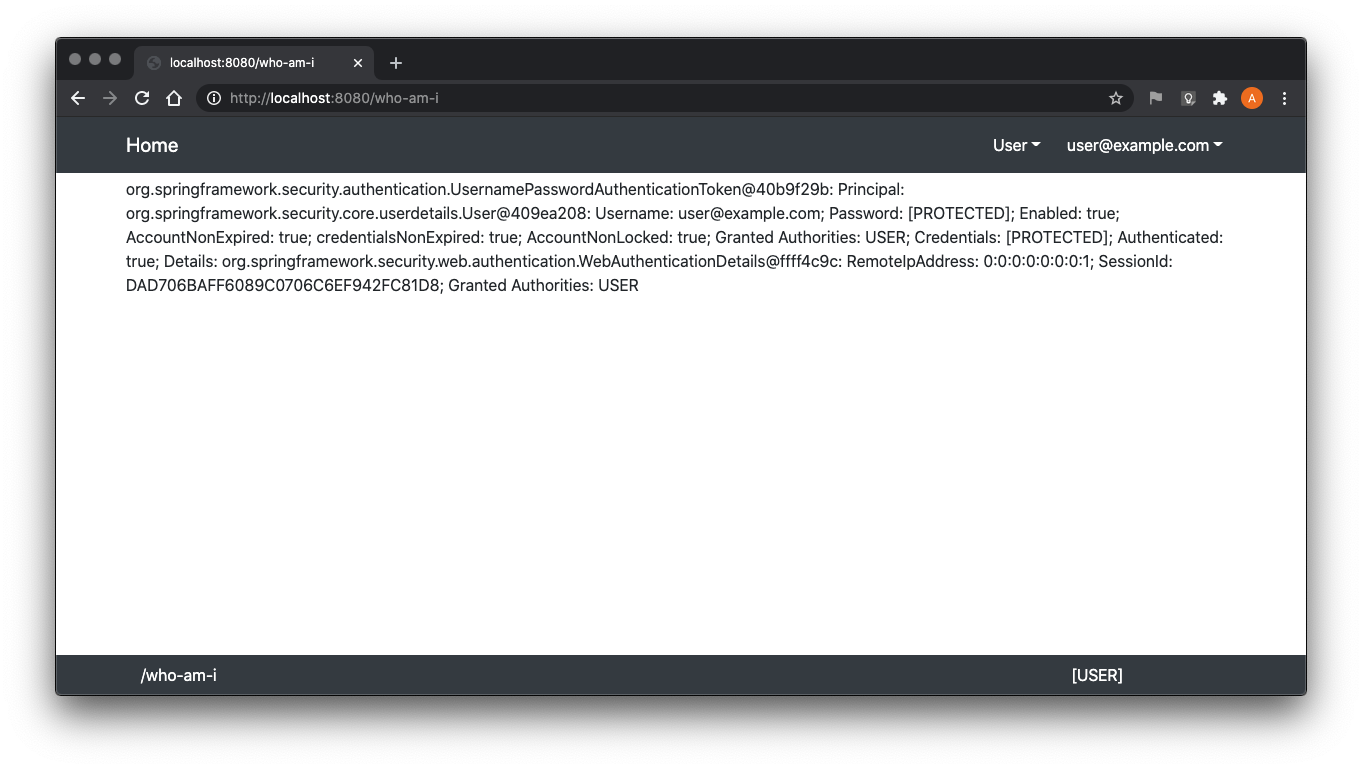 localhost:8080/who-am-i
http://localhost:8080/who-am-i
A
Home
User
user@example.com
org.springframework.security.authentication.UsernamePasswordAuthenticationToken@40b9f29b: Principal:
org.springframework.security.core.userdetails.User@409ea208: Username: user@example.com; Password: [PROTECTED]; Enabled: true;
AccountNonExpired: true; credentialsNonExpired: true; AccountNonLocked: true; Granted Authorities: USER; Credentials: [PROTECTED]; Authenticated:
true; Details: org.springframework.security.web.authentication.WebAuthenticationDetails@ffff4c9c: RemoteIpAddress: 0:0:0:0:0:0:0:1; SessionId:
DAD706BAFF6089C0706C6EF942FC81D8; Granted Authorities: USER
/who-am-i
[USER]